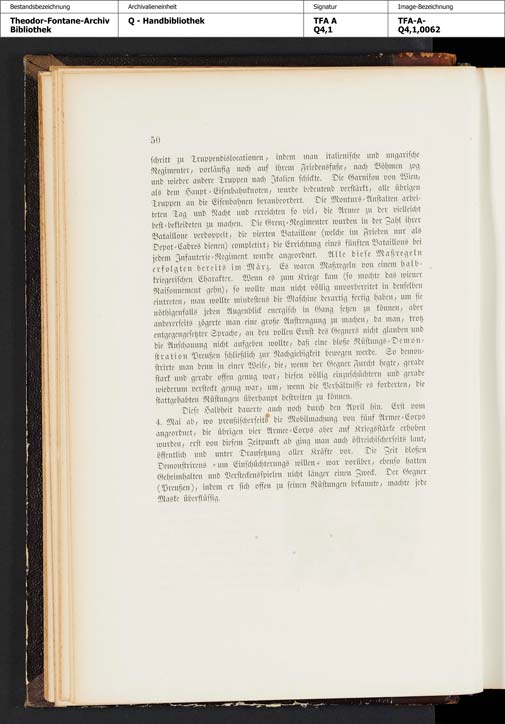 Bestandsbezeichnung
Archivalieneinheit
Signatur
Image-Bezeichnung
Theodor-Fontane-Archiv
Bibliothek
Q - Handbibliothek
TFA A
Q4,1
TFA-A-
Q4,1,0062
50
schritt zu Truppendislocationen, indem man italienische und ungarische
Regimenter, vorläufig noch auf ihrem Friedensfuße, nach Böhmen zog
und wieder andere Truppen nach Italien schickte. Die Garnison von Wien,
als dem Haupt-Eisenbahnknoten, wurde bedeutend verstärkt, alle übrigen
Truppen an die Eisenbahnen heranbeordert. Die Monturs-Anstalten arbei-
teten Tag und Nacht und erreichten so viel, die Armee zu der vielleicht
best-bekleideten zu machen. Die Grenz-Regimenter wurden in der Zahl ihrer
Bataillone verdoppelt, die vierten Bataillone (welche im Frieden nur als
Depot-Cadres dienen) completirt; die Errichtung eines fünften Bataillons bei
jedem Infanterie-Regiment wurde angeordnet. Alle diese Maßregeln
erfolgten bereits im März. Es waren Maßregeln von einem halb-
kriegerischen Charakter. Wenn es zum Kriege kam (so mochte das wiener
Raisonnement gehn), so wollte man nicht völlig unvorbereitet in denselben
eintreten, man wollte mindestens die Maschine derartig fertig haben, um sie
nöthigenfalls jeden Augenblick energisch in Gang setzen zu können, aber
andererseits zögerte man eine große Anstrengung zu machen, da man, trotz
entgegengesetzter Sprache, an den vollen Ernst des Gegners nicht glauben und
die Anschauung nicht aufgeben wollte, daß eine bloße Rüstungs-Demon-
stration Preußen schließlich zur Nachgiebigkeit bewegen werde. So demon-
strirte man denn in einer Weise, die, wenn der Gegner Furcht hegte, gerade
stark und gerade offen genug war, diesen völlig einzuschüchtern und gerade
wiederum versteckt genug war, um, wenn die Verhältnisse es forderten, die
stattgehabten Rüstungen überhaupt bestreiten zu können.
Diese Halbheit dauerte auch noch durch den April hin. Erst vom
4. Mai ab, wo preußischerseits die Mobilmachung von fünf Armee-Corps
angeordnet, die übrigen vier Armee-Corps aber auf Kriegsstärke erhoben
wurden, erst von diesem Zeitpunkt ab ging man auch östreichischerseits laut,
öffentlich und unter Dransetzung aller Kräfte vor. Die Zeit bloßen
Demonstrirens »um Einschüchterungs willen« war vorüber, ebenso hatten
Geheimhalten und Versteckenspielen nicht länger einen Zweck. Der Gegner
(Preußen), indem er sich offen zu seinen Rüstungen bekannte, machte jede
Maske überflüssig.